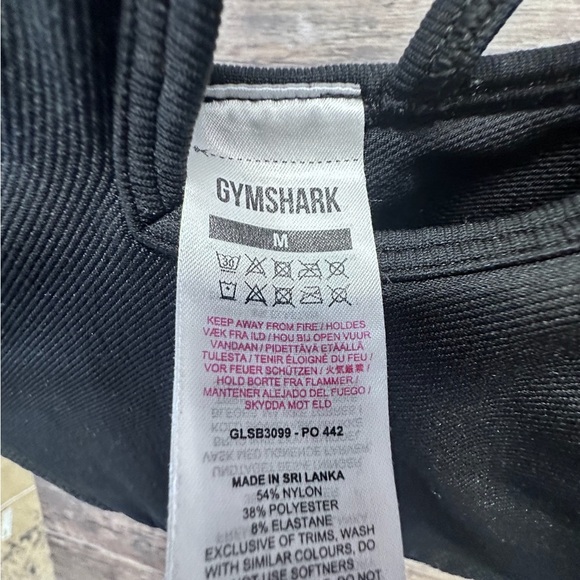 GYMSHARK
M
30
KEEP AWAY FROM FIRE / HOLDES
VÆK FRA ILD / HOU BIJ OPEN VUUR
VANDAAN / PIDETTÄVÄ ETÄÄLLÄ
TULESTA / TENIR ÉLOIGNÉ DU FEU /
VOR FEUER SCHÜTZEN / 火気厳禁 /
HOLD BORTE FRA FLAMMER /
MANTENER ALEJADO DEL FUEGO /
SKYDDA MOT ELD
GLSB3099 - PO 442
MADE IN SRI LANKA
54% NYLON
38% POLYESTER
8% ELASTANE
EXCLUSIVE OF TRIMS, WASH
WITH SIMILAR COLOURS, DO
NOT USE SOFTNERS